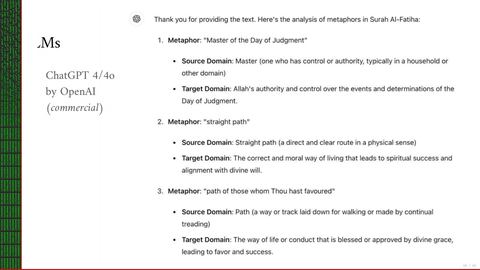 .Ms
ChatGPT 4/4o
by OpenAI
(commercial)
Thank you for providing the text. Here's the analysis of metaphors in Surah Al-Fatiha:
1. Metaphor: "Master of the Day of Judgment"
• Source Domain: Master (one who has control or authority, typically in a household or
other domain)
• Target Domain: Allah's authority and control over the events and determinations of the
Day of Judgment.
2. Metaphor: "straight path"
• Source Domain: Straight path (a direct and clear route in a physical sense)
• Target Domain: The correct and moral way of living that leads to spiritual success and
alignment with divine will.
3. Metaphor: "path of those whom Thou hast favoured"
• Source Domain: Path (a way or track laid down for walking or made by continual
treading)
• Target Domain: The way of life or conduct that is blessed or approved by divine grace,
leading to favor and success.